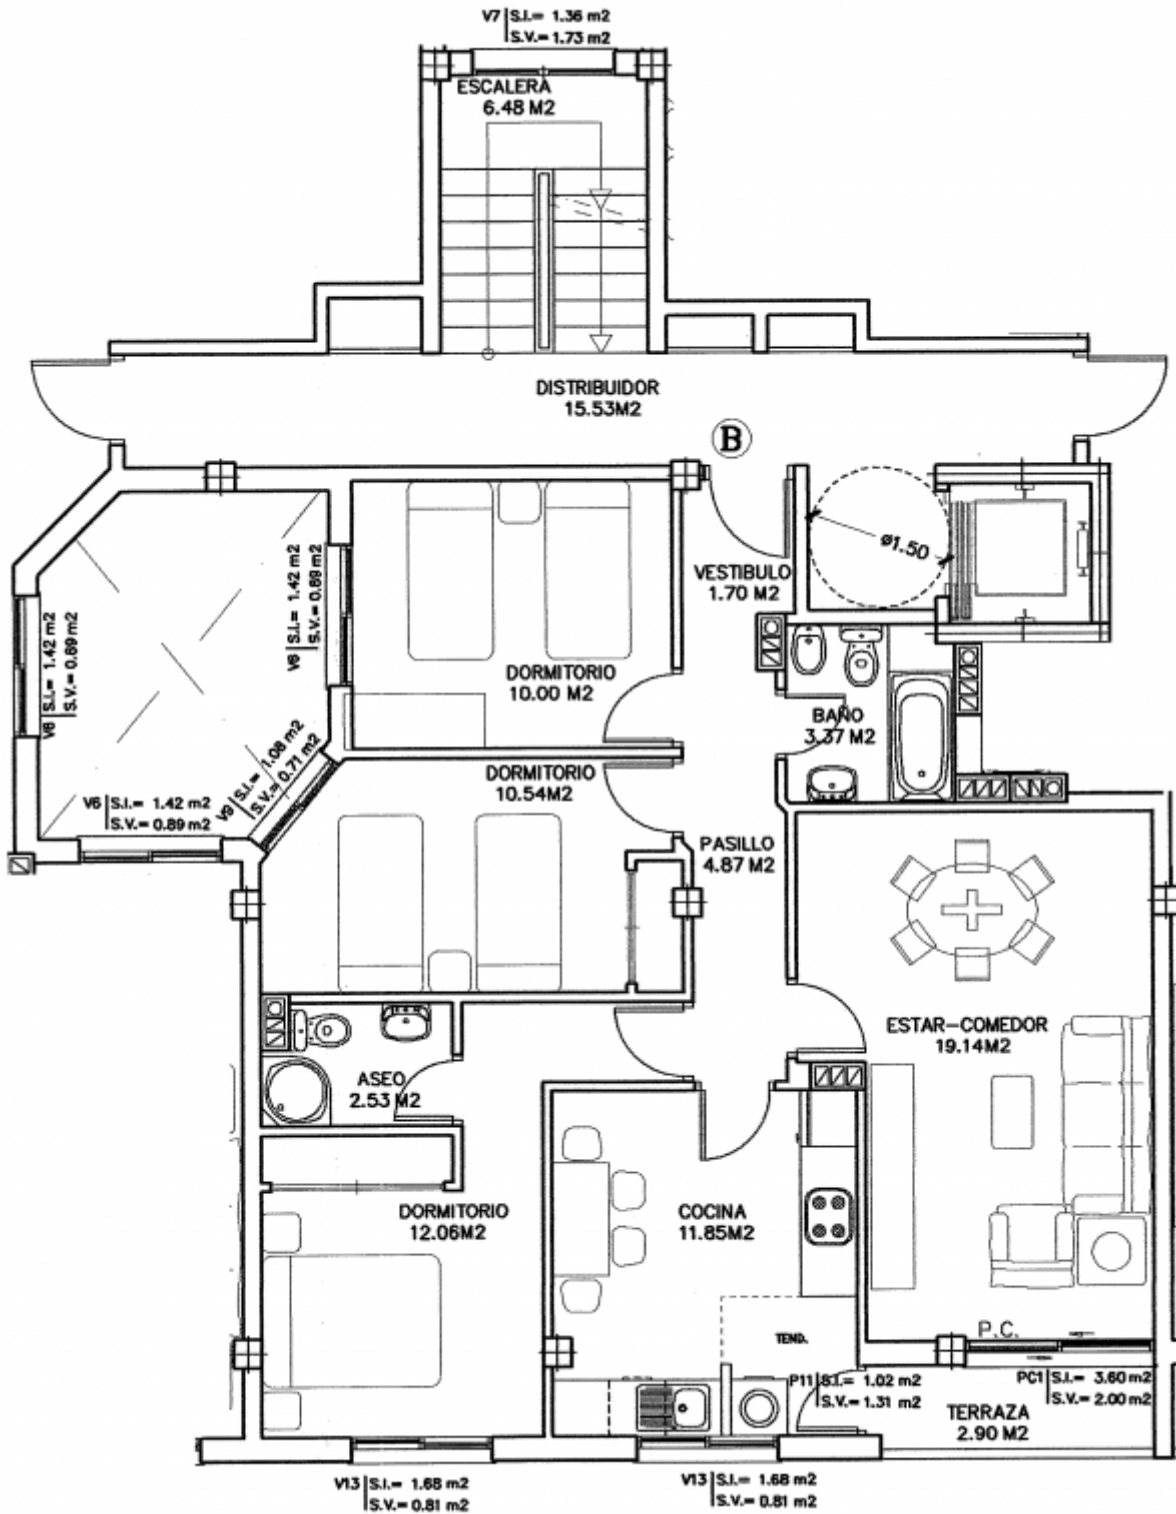 V7 S.I.= 1.36 m2
S.V.= 1.73 m2
ESCALERA
6.48 M2
DISTRIBUIDOR
15.53M2
B
ø1.50
VESTIBULO
1.70 M2
V6 S.I.= 1.42 m2
S.V.= 0.89 m2
V6 S.I.= 1.42 m2
S.V.= 0.89 m2
DORMITORIO
10.00 M2
BAÑO
3.37 M2
V9 S.I.= 1.08 m2
S.V.= 0.71 m2
V6 S.I.= 1.42 m2
S.V.= 0.89 m2
DORMITORIO
10.54M2
PASILLO
4.87 M2
ESTAR-COMEDOR
19.14M2
ASEO
2.53 M2
DORMITORIO
12.06M2
COCINA
11.85M2
TEND.
P.C.
P11 S.I.= 1.02 m2
S.V.= 1.31 m2
PC1 S.I.= 3.60 m2
S.V.= 2.00 m2
TERRAZA
2.90 M2
V13 S.I.= 1.68 m2
S.V.= 0.81 m2
V13 S.I.= 1.68 m2
S.V.= 0.81 m2